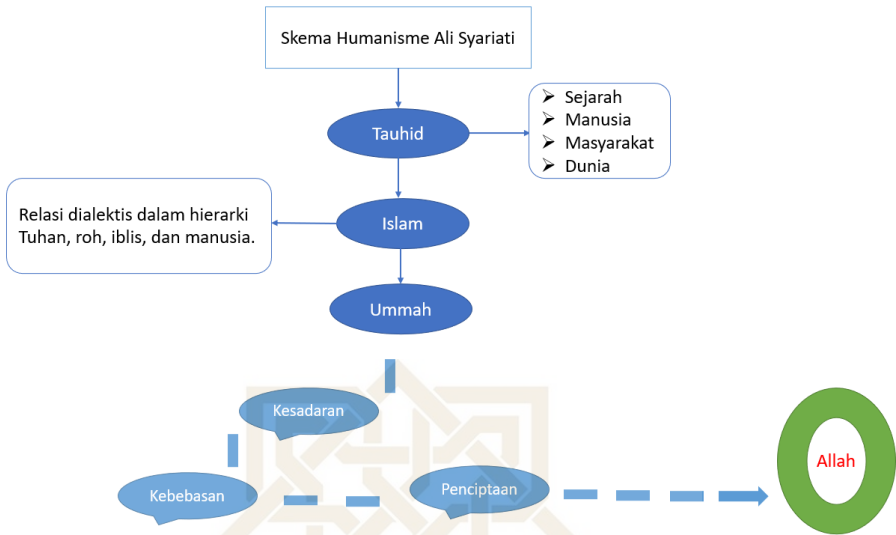 Skema Humanisme Ali Syariati
Tauhid
Sejarah
Manusia
Masyarakat
Dunia
Relasi dialektis dalam hierarki
Tuhan, roh, iblis, dan manusia.
Islam
Ummah
Kesadaran
Kebebasan
Penciptaan
Allah